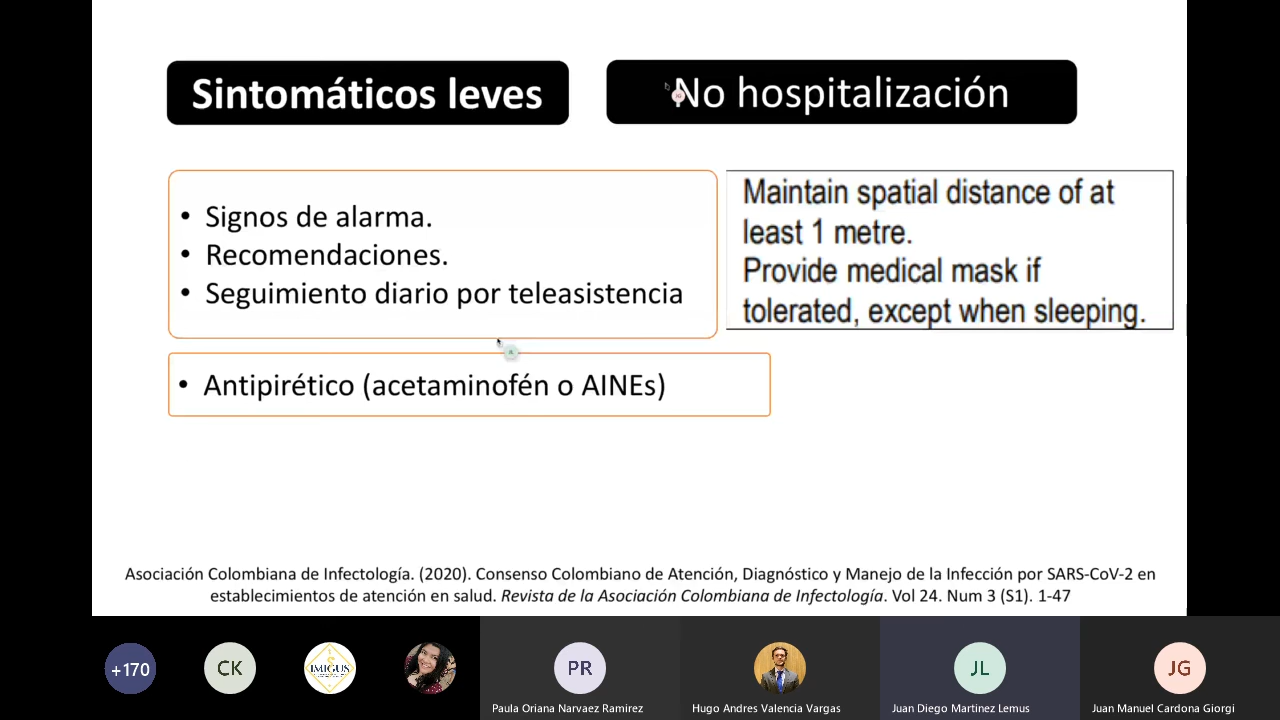 Sintomáticos leves
No hospitalización
• Signos de alarma.
• Recomendaciones.
• Seguimiento diario por teleasistencia
Maintain spatial distance of at
least 1 metre.
Provide medical mask if
tolerated, except when sleeping.
• Antipirético (acetaminofén o AINEs)
Asociación Colombiana de Infectología. (2020). Consenso Colombiano de Atención, Diagnóstico y Manejo de la Infección por SARS-CoV-2 en
establecimientos de atención en salud. Revista de la Asociación Colombiana de Infectología. Vol 24. Num 3 (S1). 1-47
+170
CK
IMIGUS
PR
JL
JG
Paula Oriana Narvaez Ramirez
Hugo Andres Valencia Vargas
Juan Diego Martinez Lemus
Juan Manuel Cardona Giorgi